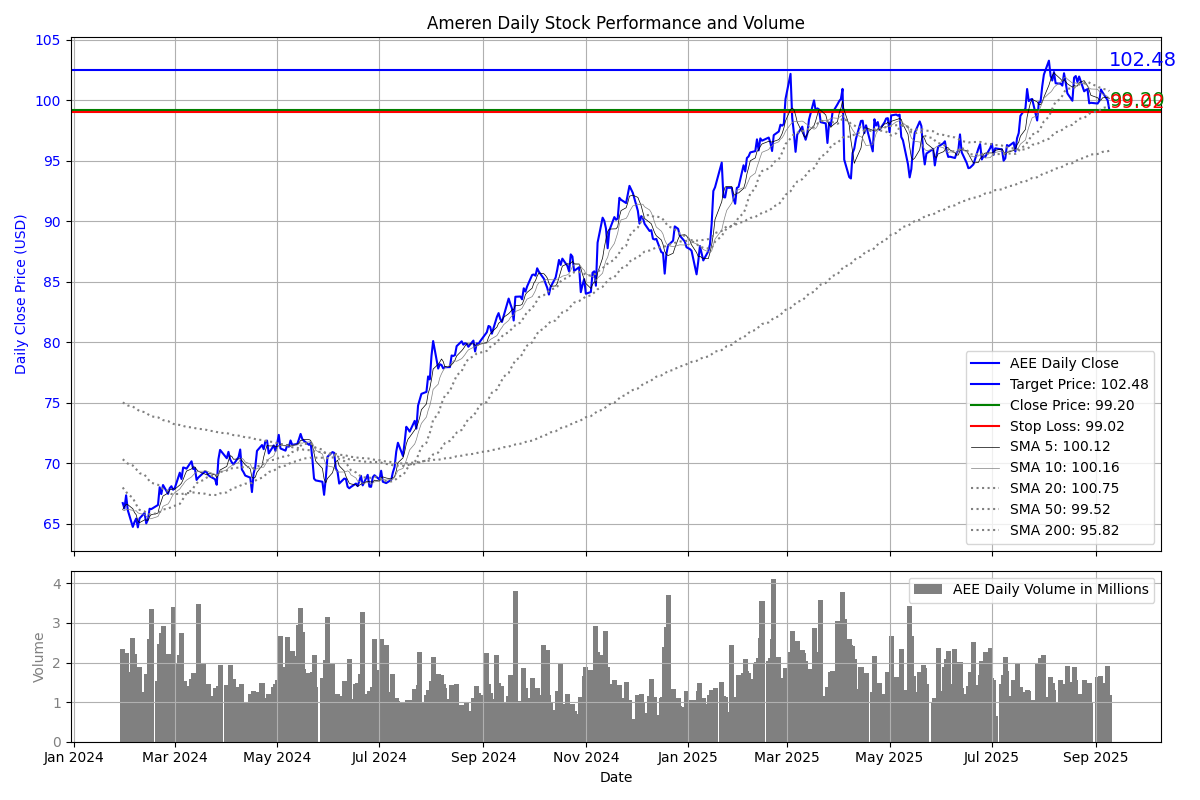 Ameren Daily Stock Performance and Volume
105
100
95
90
85
80
75
70
65
Daily Close Price (USD)
102.48
99.20
99.02
AEE Daily Close
Target Price: 102.48
Close Price: 99.20
Stop Loss: 99.02
SMA 5: 100.12
SMA 10: 100.16
SMA 20: 100.75
SMA 50: 99.52
SMA 200: 95.82
4
3
2
1
0
Volume
AEE Daily Volume in Millions
Jan 2024 Mar 2024 May 2024 Jul 2024 Sep 2024 Nov 2024 Jan 2025 Mar 2025 May 2025 Jul 2025 Sep 2025
Date